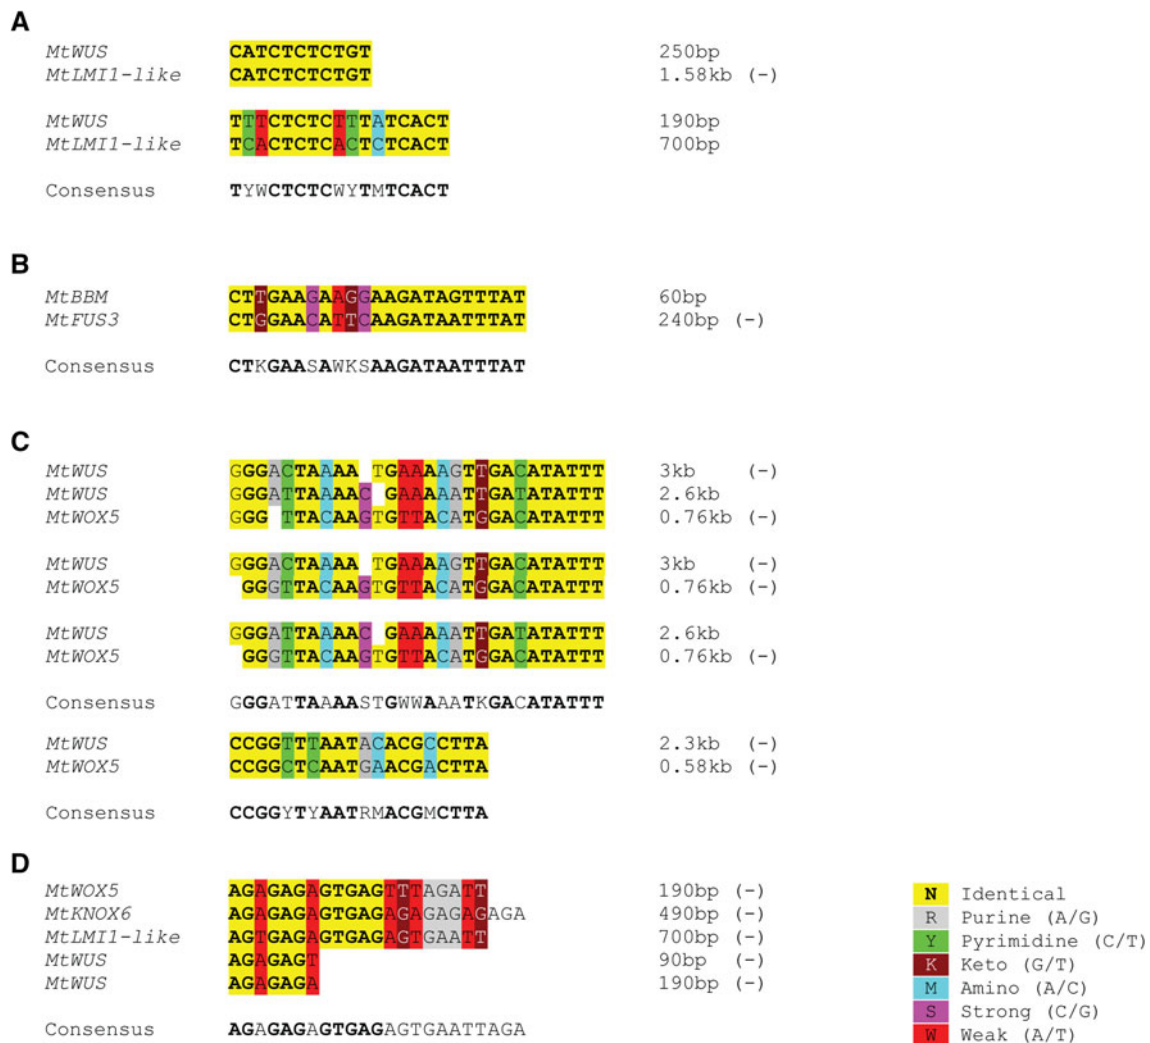 A
MtWUS CATCTCTCTGT 250bp
MtLMI1-like CATCTCTCTGT 1.58kb (-)
MtWUS TTTCTCTCTTTATCACT 190bp
MtLMI1-like TCACTCTCACTCTCACT 700bp
Consensus TYWCTCTCWYTMTCACT
B
MtBBM CTTGAAGAAGGAAGATAGTTTAT 60bp
MtFUS3 CTGGAACATTCAAGATAATTTAT 240bp (-)
Consensus CTKGAASAWKSAAGATAATTTAT
C
MtWUS GGGACTAAAA TGAAAAGTTGACATATTT 3kb (-)
MtWUS GGGATTAAAAC GAAAAATTGATATATTT 2.6kb
MtWOX5 GGG TTACAAGTGTTACATGGACATATTT 0.76kb (-)
MtWUS GGGACTAAAA TGAAAAGTTGACATATTT 3kb (-)
MtWOX5 GGGTTACAAGTGTTACATGGACATATTT 0.76kb (-)
MtWUS GGGATTAAAAC GAAAAATTGATATATTT 2.6kb
MtWOX5 GGGTTACAAGTGTTACATGGACATATTT 0.76kb (-)
Consensus GGGATTAAAASTGWWAAATKGACATATTT
MtWUS CCGGTTTAATACACGCCTTA 2.3kb (-)
MtWOX5 CCGGCTCAATGAACGACTTA 0.58kb (-)
Consensus CCGGYTYAATRMACGMCTTA
D
MtWOX5 AGAGAGAGTGAGTTTAGATT 190bp (-)
MtKNOX6 AGAGAGAGTGAGAGAGAGAGAGA 490bp (-)
MtLMI1-like AGTGAGAGTGAGAGTGAATT 700bp (-)
MtWUS AGAGAGT 90bp (-)
MtWUS AGAGAGA 190bp (-)
Consensus AGAGAGAGTGAGAGTGAATTAGA
N Identical
R Purine (A/G)
Y Pyrimidine (C/T)
K Keto (G/T)
M Amino (A/C)
S Strong (C/G)
W Weak (A/T)